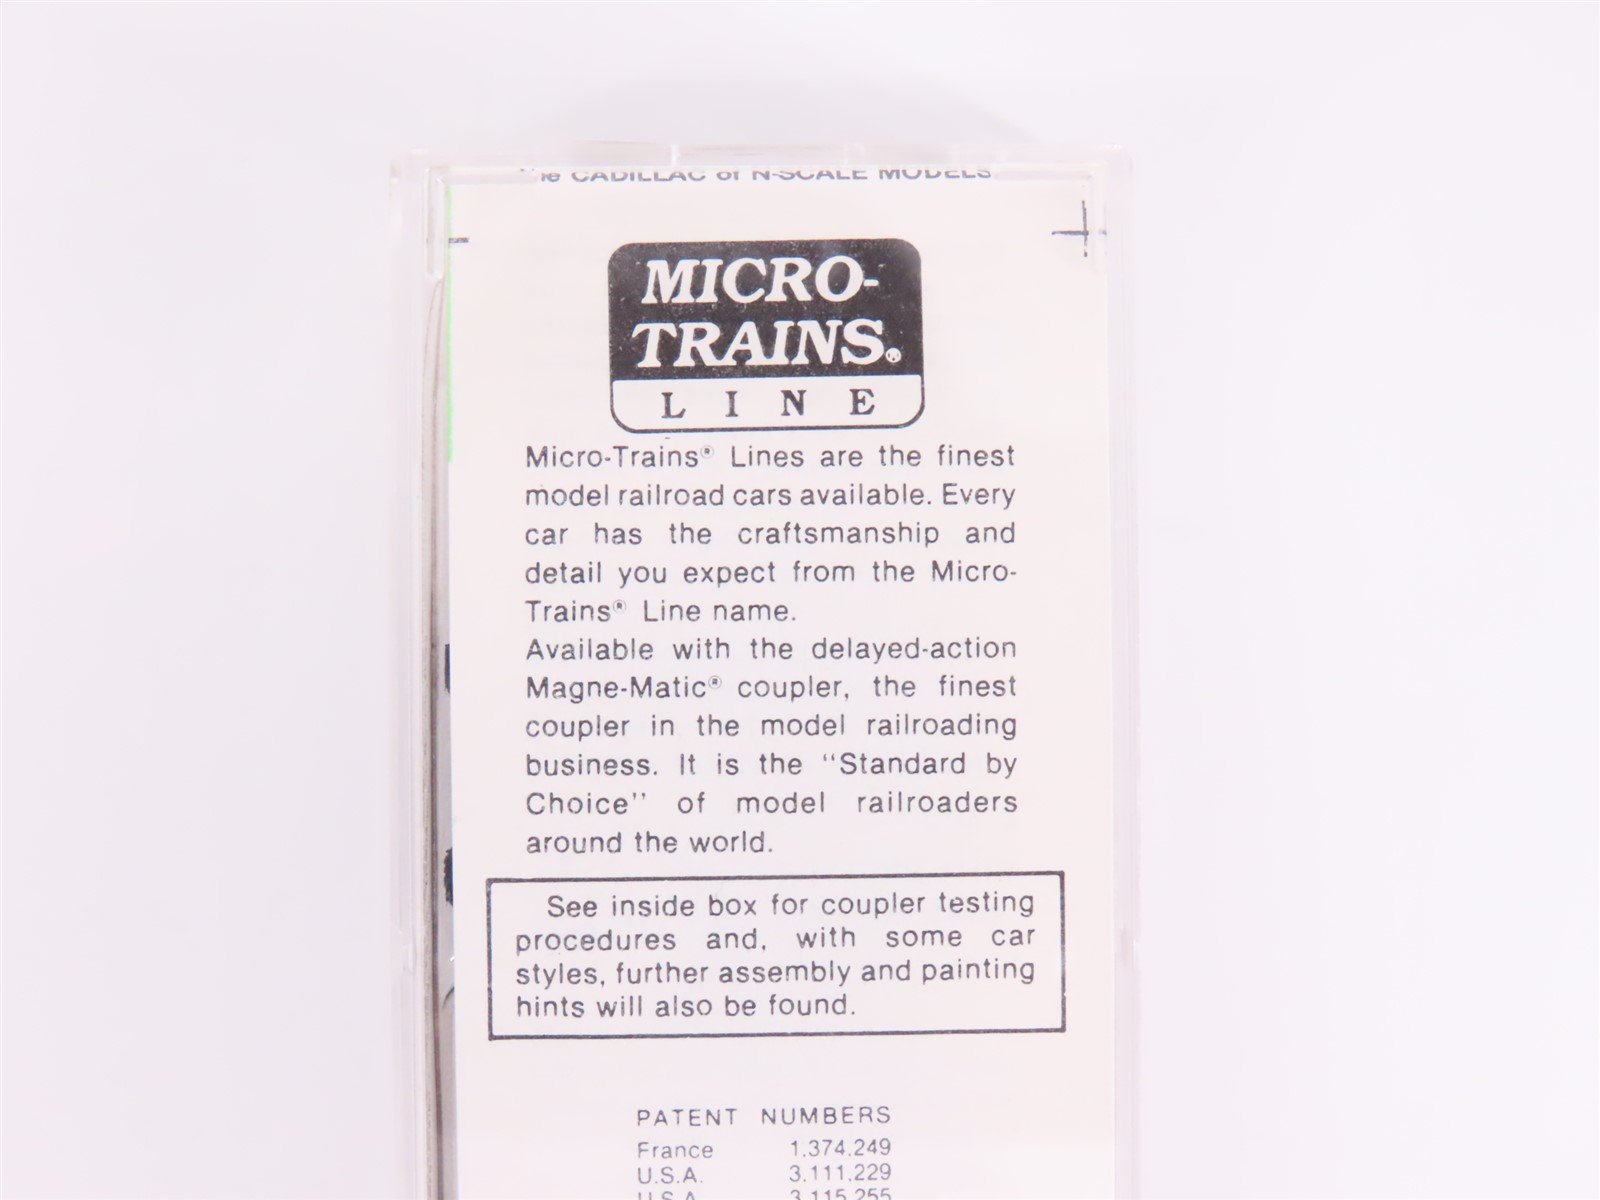 The CADILLAC of N-SCALE MODELS
MICRO-
TRAINS®
LINE
Micro-Trains® Lines are the finest
model railroad cars available. Every
car has the craftsmanship and
detail you expect from the Micro-
Trains® Line name.
Available with the delayed-action
Magne-Matic® coupler, the finest
coupler in the model railroading
business. It is the "Standard by
Choice" of model railroaders
around the world.
See inside box for coupler testing
procedures and, with some car
styles, further assembly and painting
hints will also be found.
PATENT NUMBERS
France 1.374.249
U.S.A. 3.111.229
U.S.A. 3.115.255